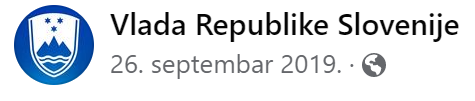 Vlada Republike Slovenije
26. septembar 2019. ·